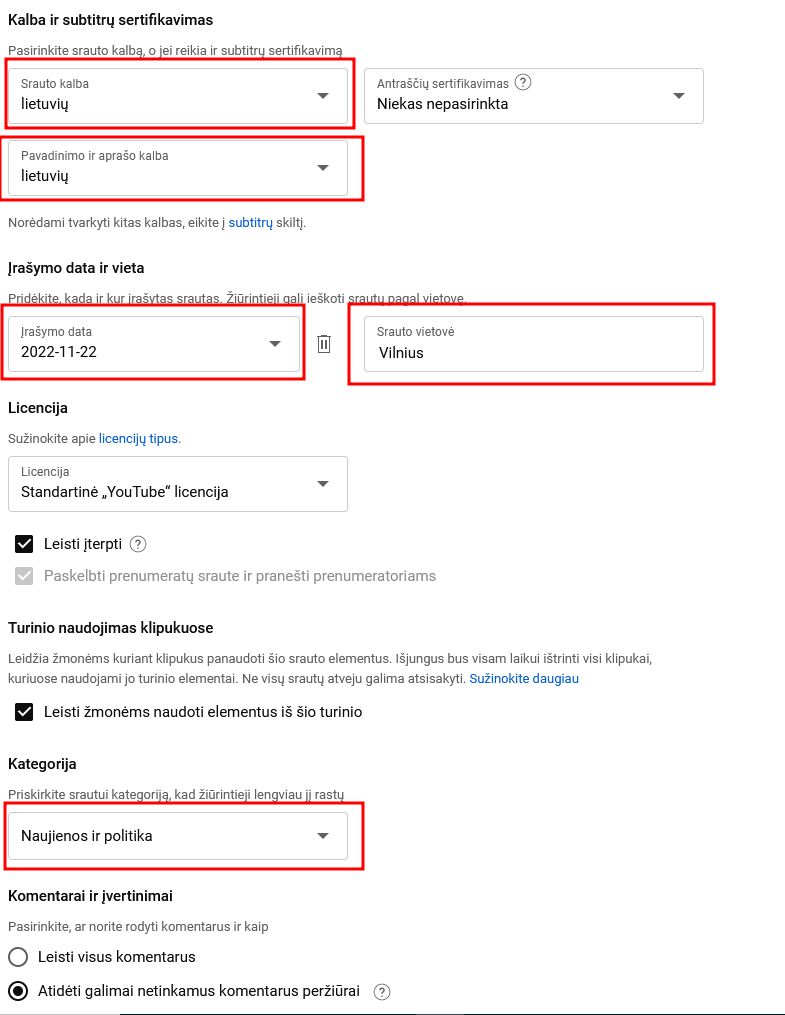 Kalba ir subtitrų sertifikavimas
Pasirinkite srauto kalbą, o jei reikia ir subtitrų sertifikavimą
Srauto kalba
lietuvių
Antraščių sertifikavimas
Niekas nepasirinkta
Pavadinimo ir aprašo kalba
lietuvių
Norėdami tvarkyti kitas kalbas, eikite į subtitrų skiltį.
Įrašymo data ir vieta
Pridėkite, kada ir kur įrašytas srautas. Žiūrintieji gali ieškoti srautų pagal vietovę.
Įrašymo data
2022-11-22
Srauto vietovė
Vilnius
Licencija
Sužinokite apie licencijų tipus.
Licencija
Standartinė „YouTube“ licencija
Leisti įterpti
Paskelbti prenumeratų sraute ir pranešti prenumeratoriams
Turinio naudojimas klipukuose
Leidžia žmonėms kuriant klipukus panaudoti šio srauto elementus. Išjungus bus visam laikui ištrinti visi klipukai,
kuriuose naudojami jo turinio elementai. Ne visų srautų atveju galima atsisakyti. Sužinokite daugiau
Leisti žmonėms naudoti elementus iš šio turinio
Kategorija
Priskirkite srautui kategoriją, kad žiūrintieji lengviau jį rastų
Naujienos ir politika
Komentarai ir įvertinimai
Pasirinkite, ar norite rodyti komentarus ir kaip
Leisti visus komentarus
Atidėti galimai netinkamus komentarus peržiūrai